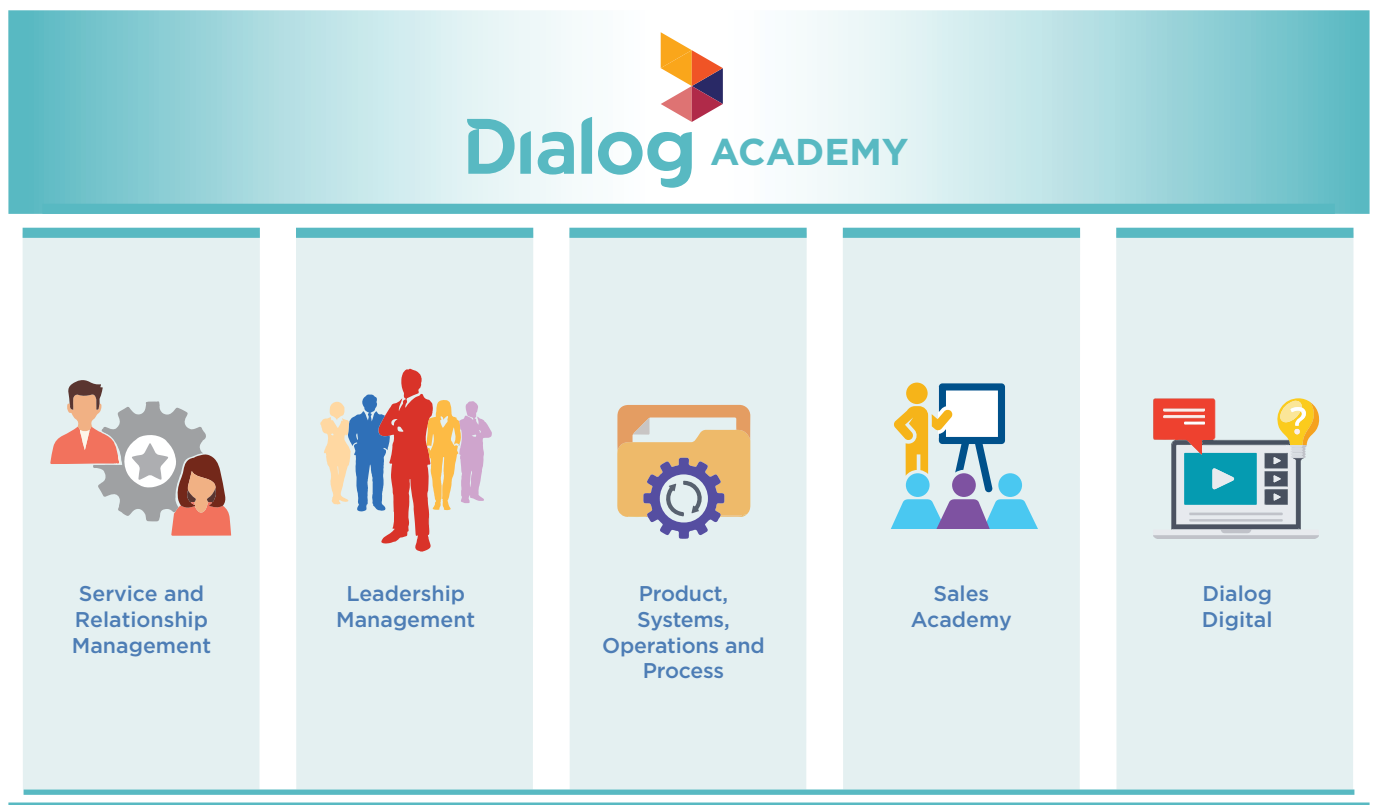 Dialog ACADEMY
Service and
Relationship
Management
Leadership
Management
Product,
Systems,
Operations and
Process
Sales
Academy
Dialog
Digital
?